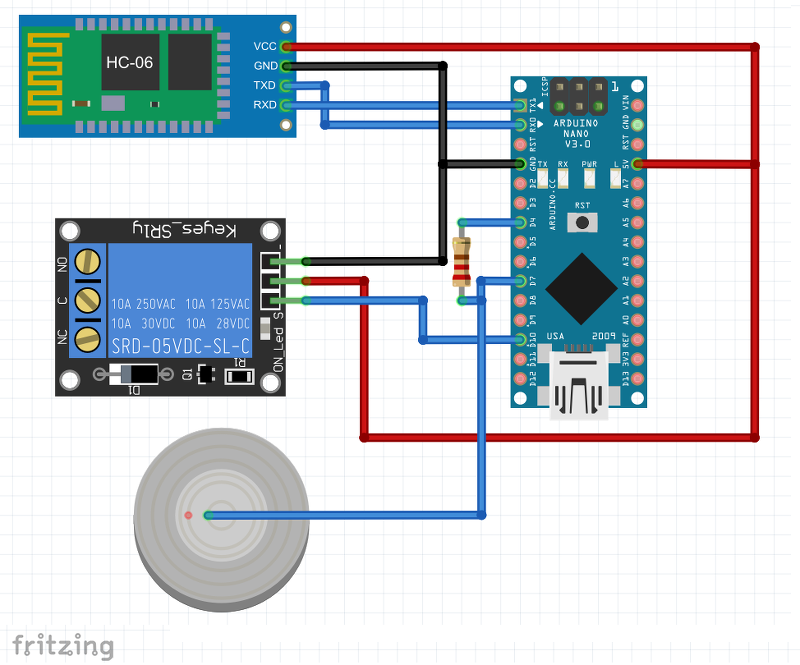 HC-06
VCC
GND
TXD
RXD
Keyes_SR1y
NO
C
NC
10A 250VAC 10A 125VAC
10A 30VDC 10A 28VDC
SRD-05VDC-SL-C
ON_Led
S
-
D1
Q1
R1
ICSP
1
ARDUINO
NANO
V3.0
TX RX PWR L
ARDUINO.CC
RST
USA 2009
TX1
RX0
RST
GND
D2
D3
D4
D5
D6
D7
D8
D9
D10
D11
D12
VIN
GND
RST
5V
A7
A6
A5
A4
A3
A2
A1
A0
REF
3V3
D13
fritzing